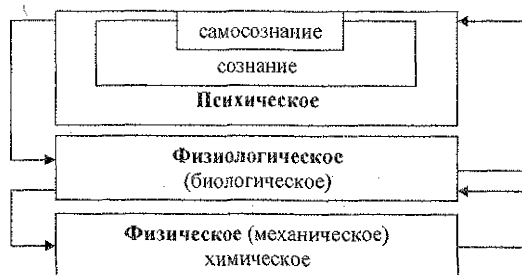 самосознание
сознание
Психическое
Физиологическое
(биологическое)
Физическое (механическое)
химическое